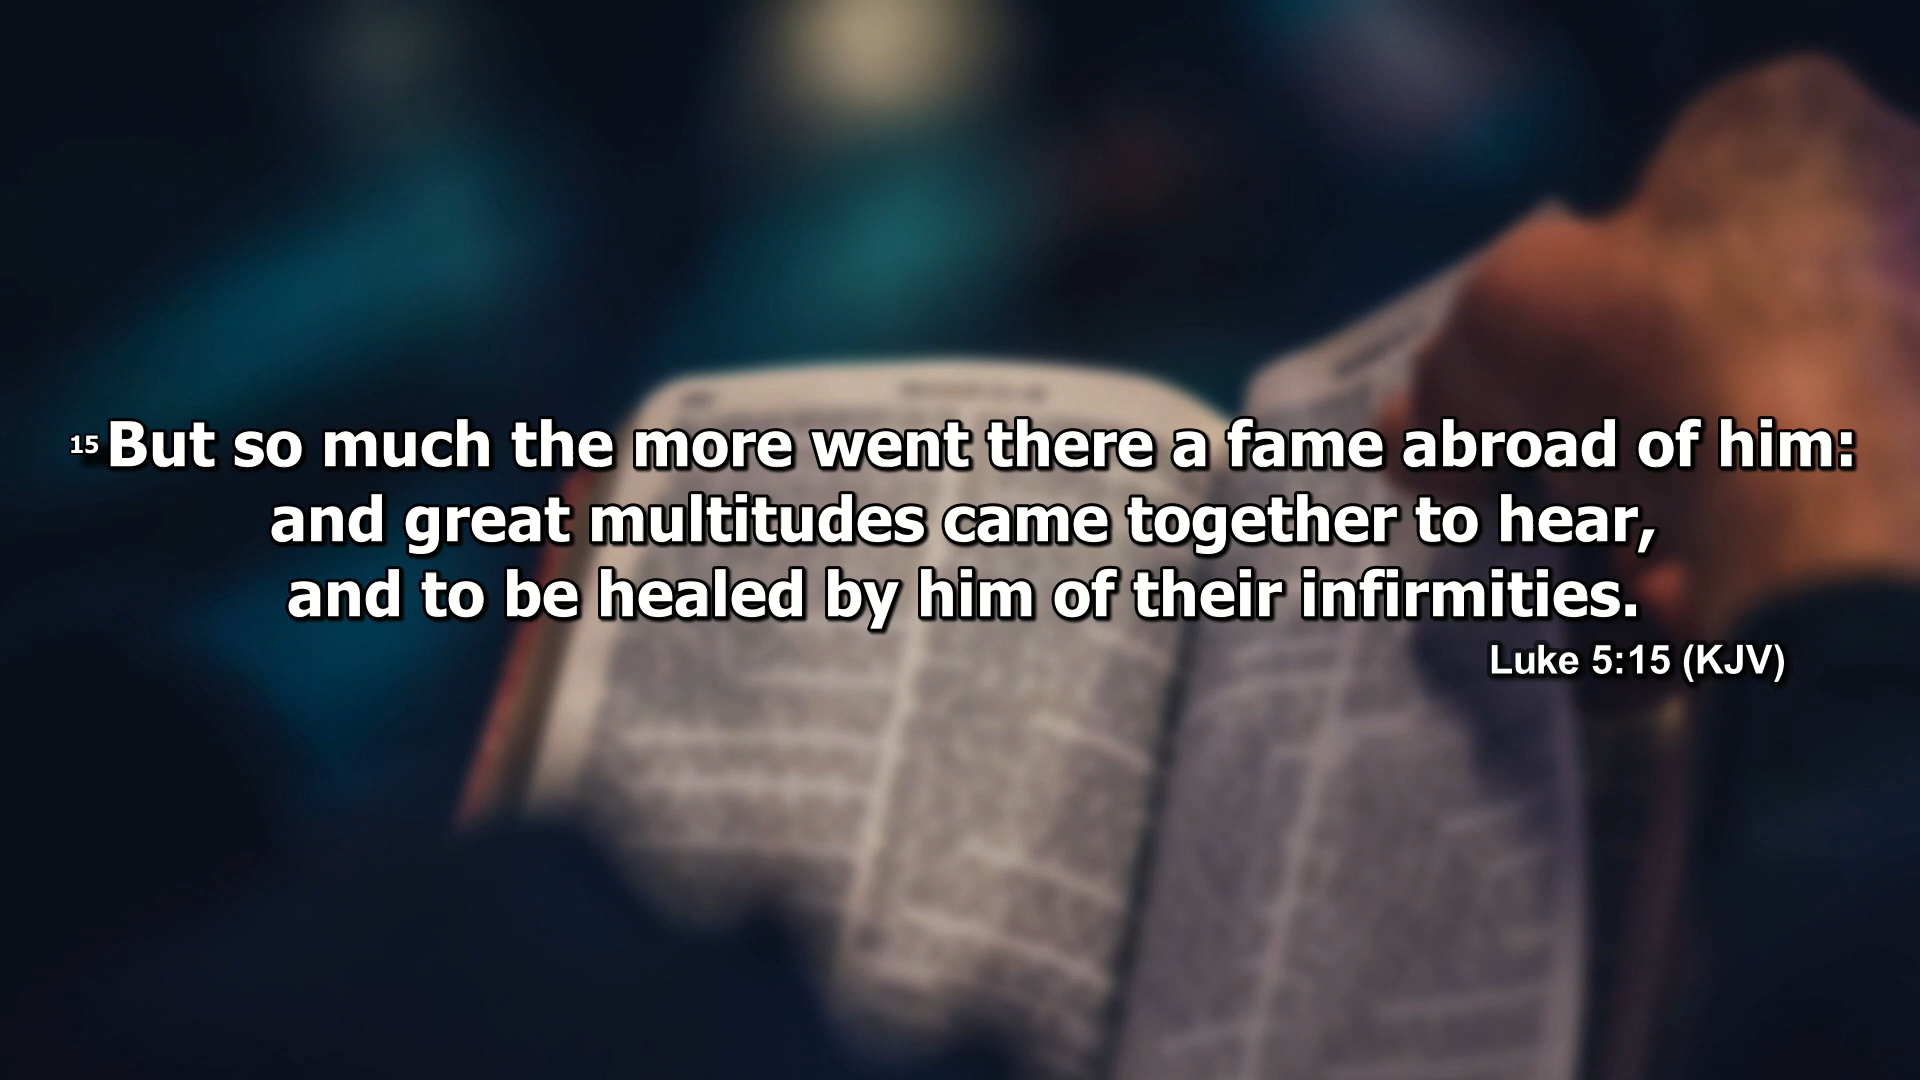 15 But so much the more went there a fame abroad of him:
and great multitudes came together to hear,
and to be healed by him of their infirmities.
Luke 5:15 (KJV)